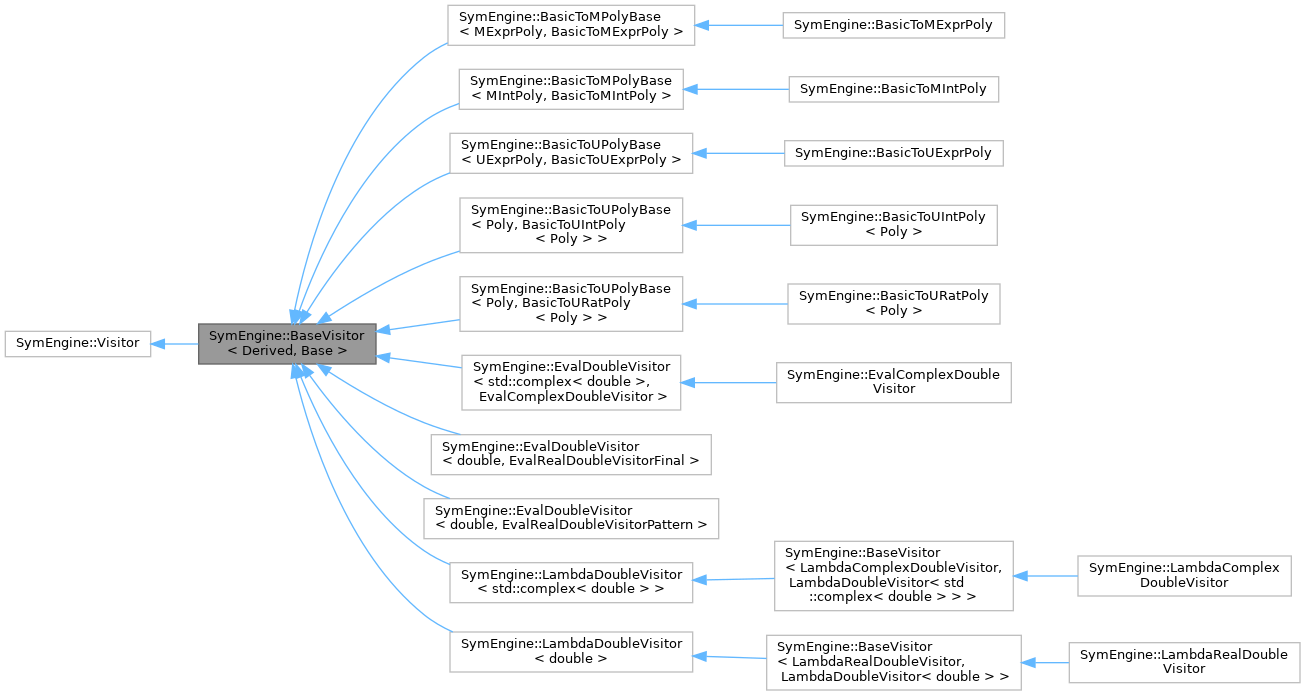 SymEngine::BasicToMPolyBase
< MExprPoly, BasicToMExprPoly >
SymEngine::BasicToMExprPoly
SymEngine::BasicToMPolyBase
< MIntPoly, BasicToMIntPoly >
SymEngine::BasicToMIntPoly
SymEngine::BasicToUPolyBase
< UExprPoly, BasicToUExprPoly >
SymEngine::BasicToUExprPoly
SymEngine::BasicToUPolyBase
< Poly, BasicToUIntPoly
< Poly > >
SymEngine::BasicToUIntPoly
< Poly >
SymEngine::BasicToUPolyBase
< Poly, BasicToURatPoly
< Poly > >
SymEngine::BasicToURatPoly
< Poly >
SymEngine::Visitor
SymEngine::BaseVisitor
< Derived, Base >
SymEngine::EvalDoubleVisitor
< std::complex< double >,
EvalComplexDoubleVisitor >
SymEngine::EvalComplexDouble
Visitor
SymEngine::EvalDoubleVisitor
< double, EvalRealDoubleVisitorFinal >
SymEngine::EvalDoubleVisitor
< double, EvalRealDoubleVisitorPattern >
SymEngine::LambdaDoubleVisitor
< std::complex< double > >
SymEngine::BaseVisitor
< LambdaComplexDoubleVisitor,
LambdaDoubleVisitor< std
::complex< double > > >
SymEngine::LambdaComplex
DoubleVisitor
SymEngine::LambdaDoubleVisitor
< double >
SymEngine::BaseVisitor
< LambdaRealDoubleVisitor,
LambdaDoubleVisitor< double > >
SymEngine::LambdaRealDouble
Visitor